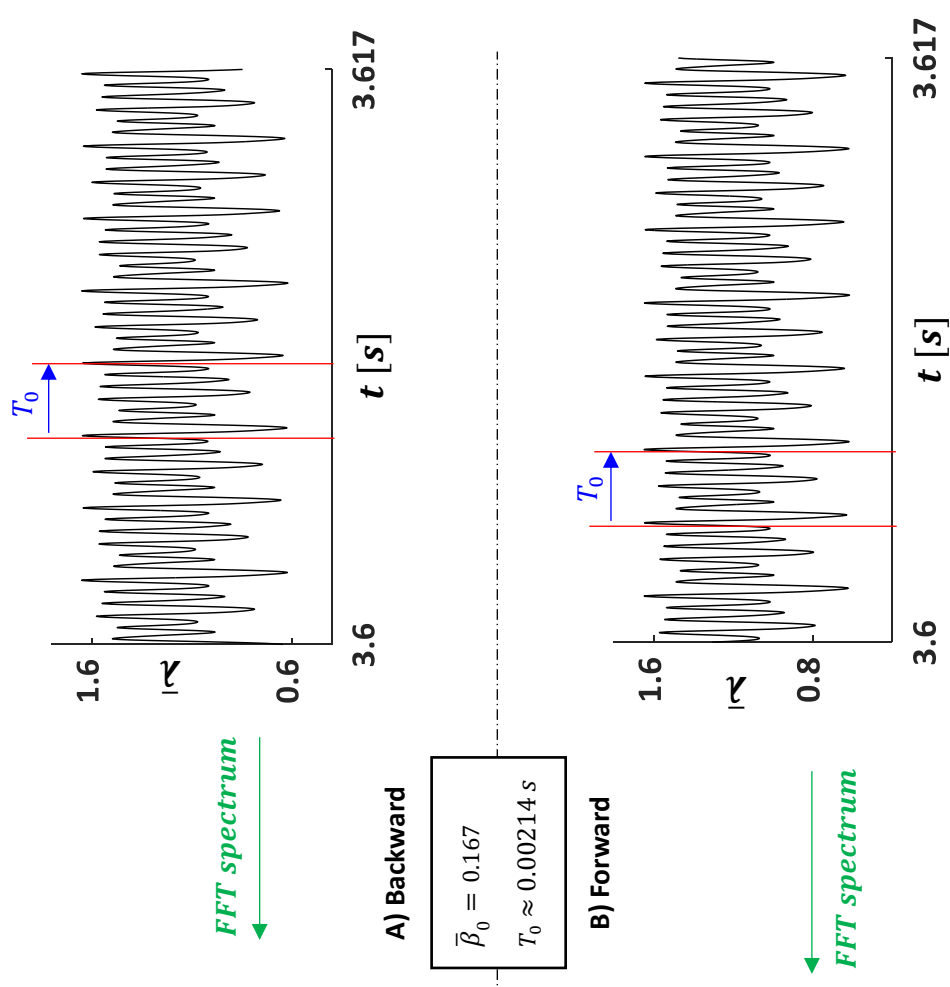 FFT spectrum
A) Backward
1.6
λ̄
0.6
T₀
3.6
t [s]
3.617
β̄₀ = 0.167
T₀ ≈ 0.00214 s
B) Forward
FFT spectrum
1.6
λ̄
0.8
T₀
3.6
t [s]
3.617